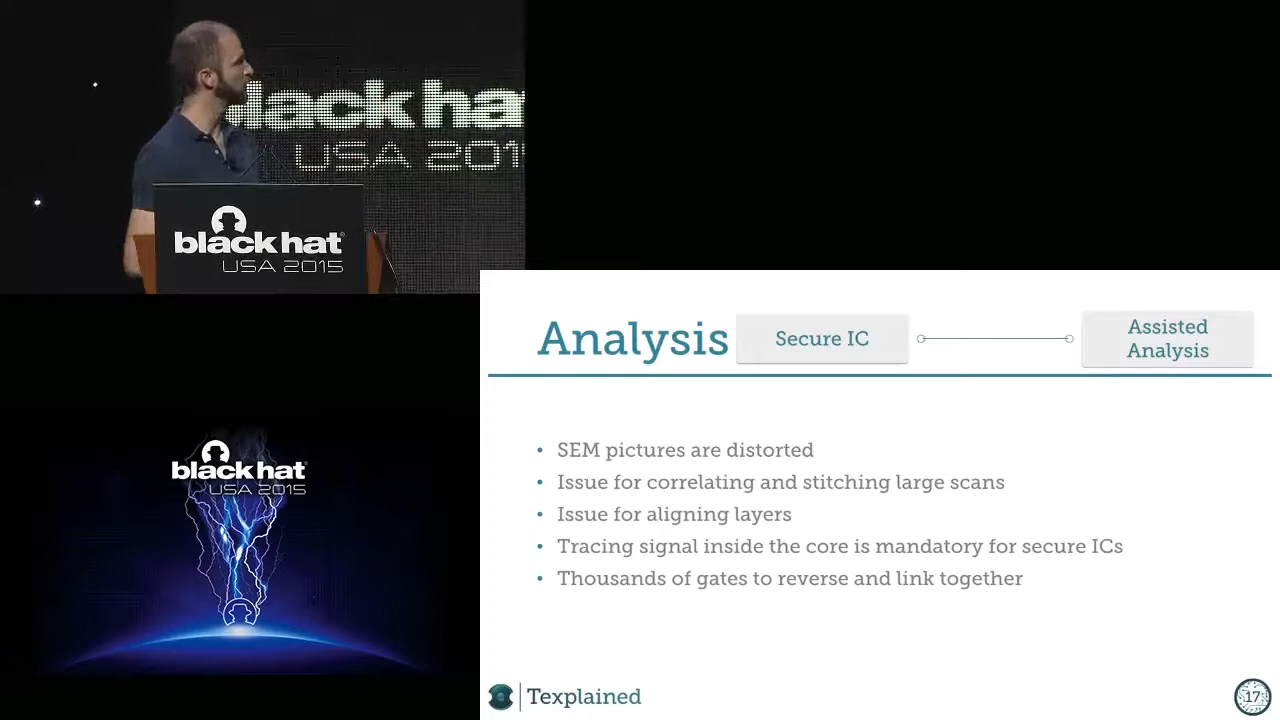 black hat
USA 2015
black hat
USA 2015
Analysis
Secure IC
Assisted
Analysis
• SEM pictures are distorted
• Issue for correlating and stitching large scans
• Issue for aligning layers
• Tracing signal inside the core is mandatory for secure ICs
• Thousands of gates to reverse and link together
black hat
USA 2015
Texplained
17